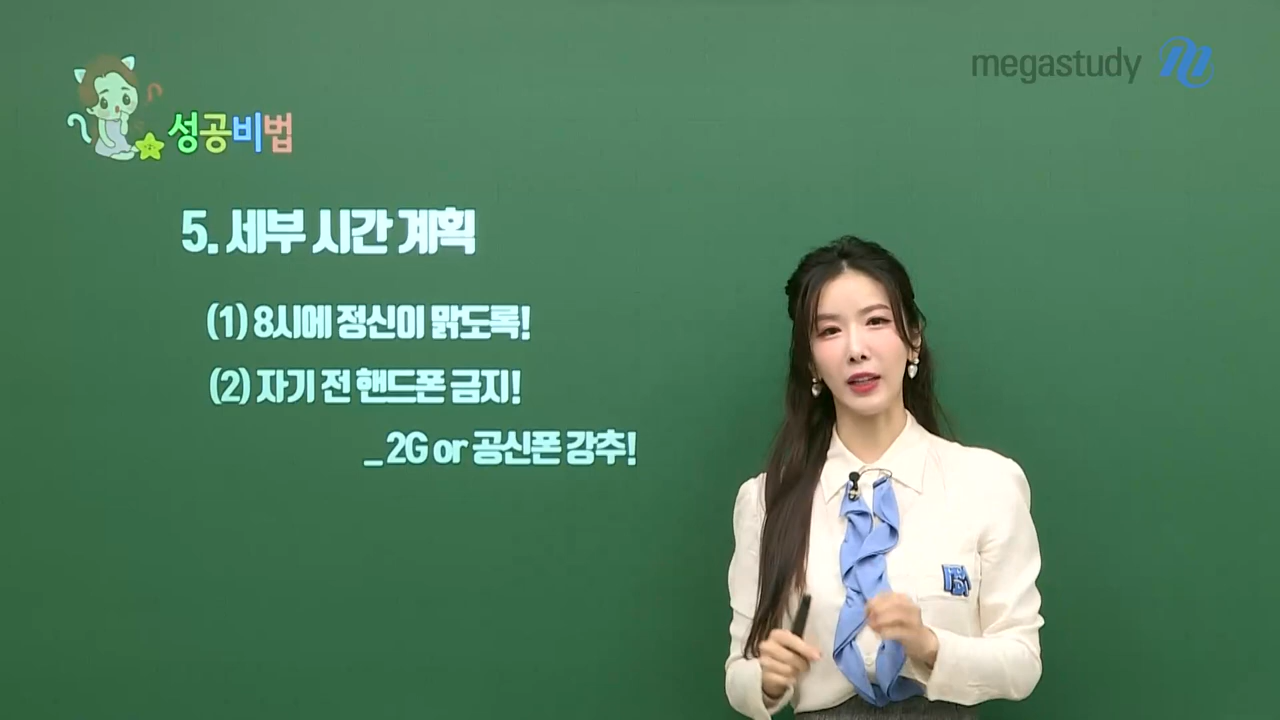 megastudy
성공비법
5. 세부 시간 계획
(1) 8시에 정신이 맑도록!
(2) 자기 전 핸드폰 금지!
_ 2G or 공신폰 강추!